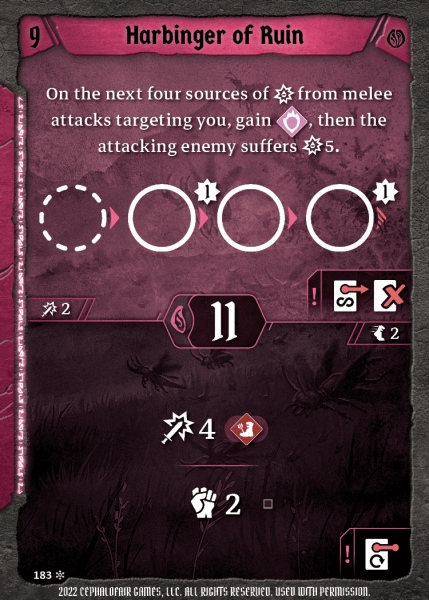 9 Harbinger of Ruin
On the next four sources of from melee
attacks targeting you, gain , then the
attacking enemy suffers 5.
1 1
! S
2
11
2
4
2
!
183
2022 CEPHALOFAIR GAMES, LLC. ALL RIGHTS RESERVED. USED WITH PERMISSION.